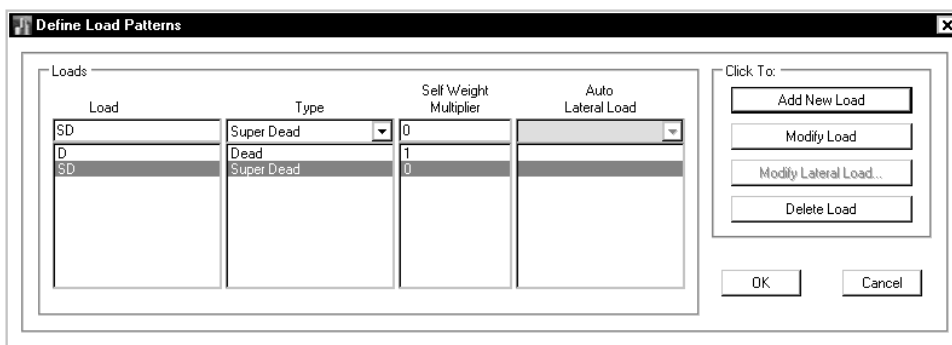 Define Load Patterns
Loads
Load
Type
Self Weight
Multiplier
Auto
Lateral Load
SD
Super Dead
0
D
Dead
1
SD
Super Dead
0
Click To:
Add New Load
Modify Load
Modify Lateral Load...
Delete Load
OK
Cancel